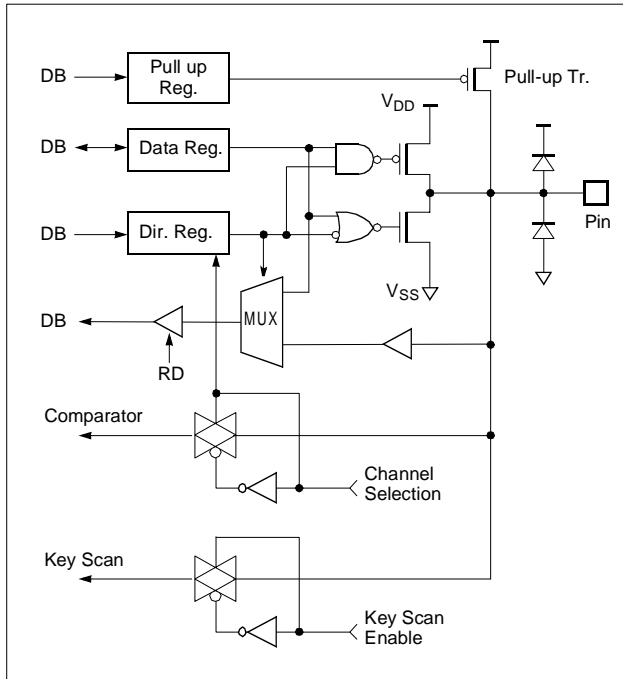 DB
Pull up
Reg.
Pull-up Tr.
VDD
DB
Data Reg.
DB
Dir. Reg.
Pin
VSS
DB
MUX
RD
Comparator
Channel
Selection
Key Scan
Key Scan
Enable